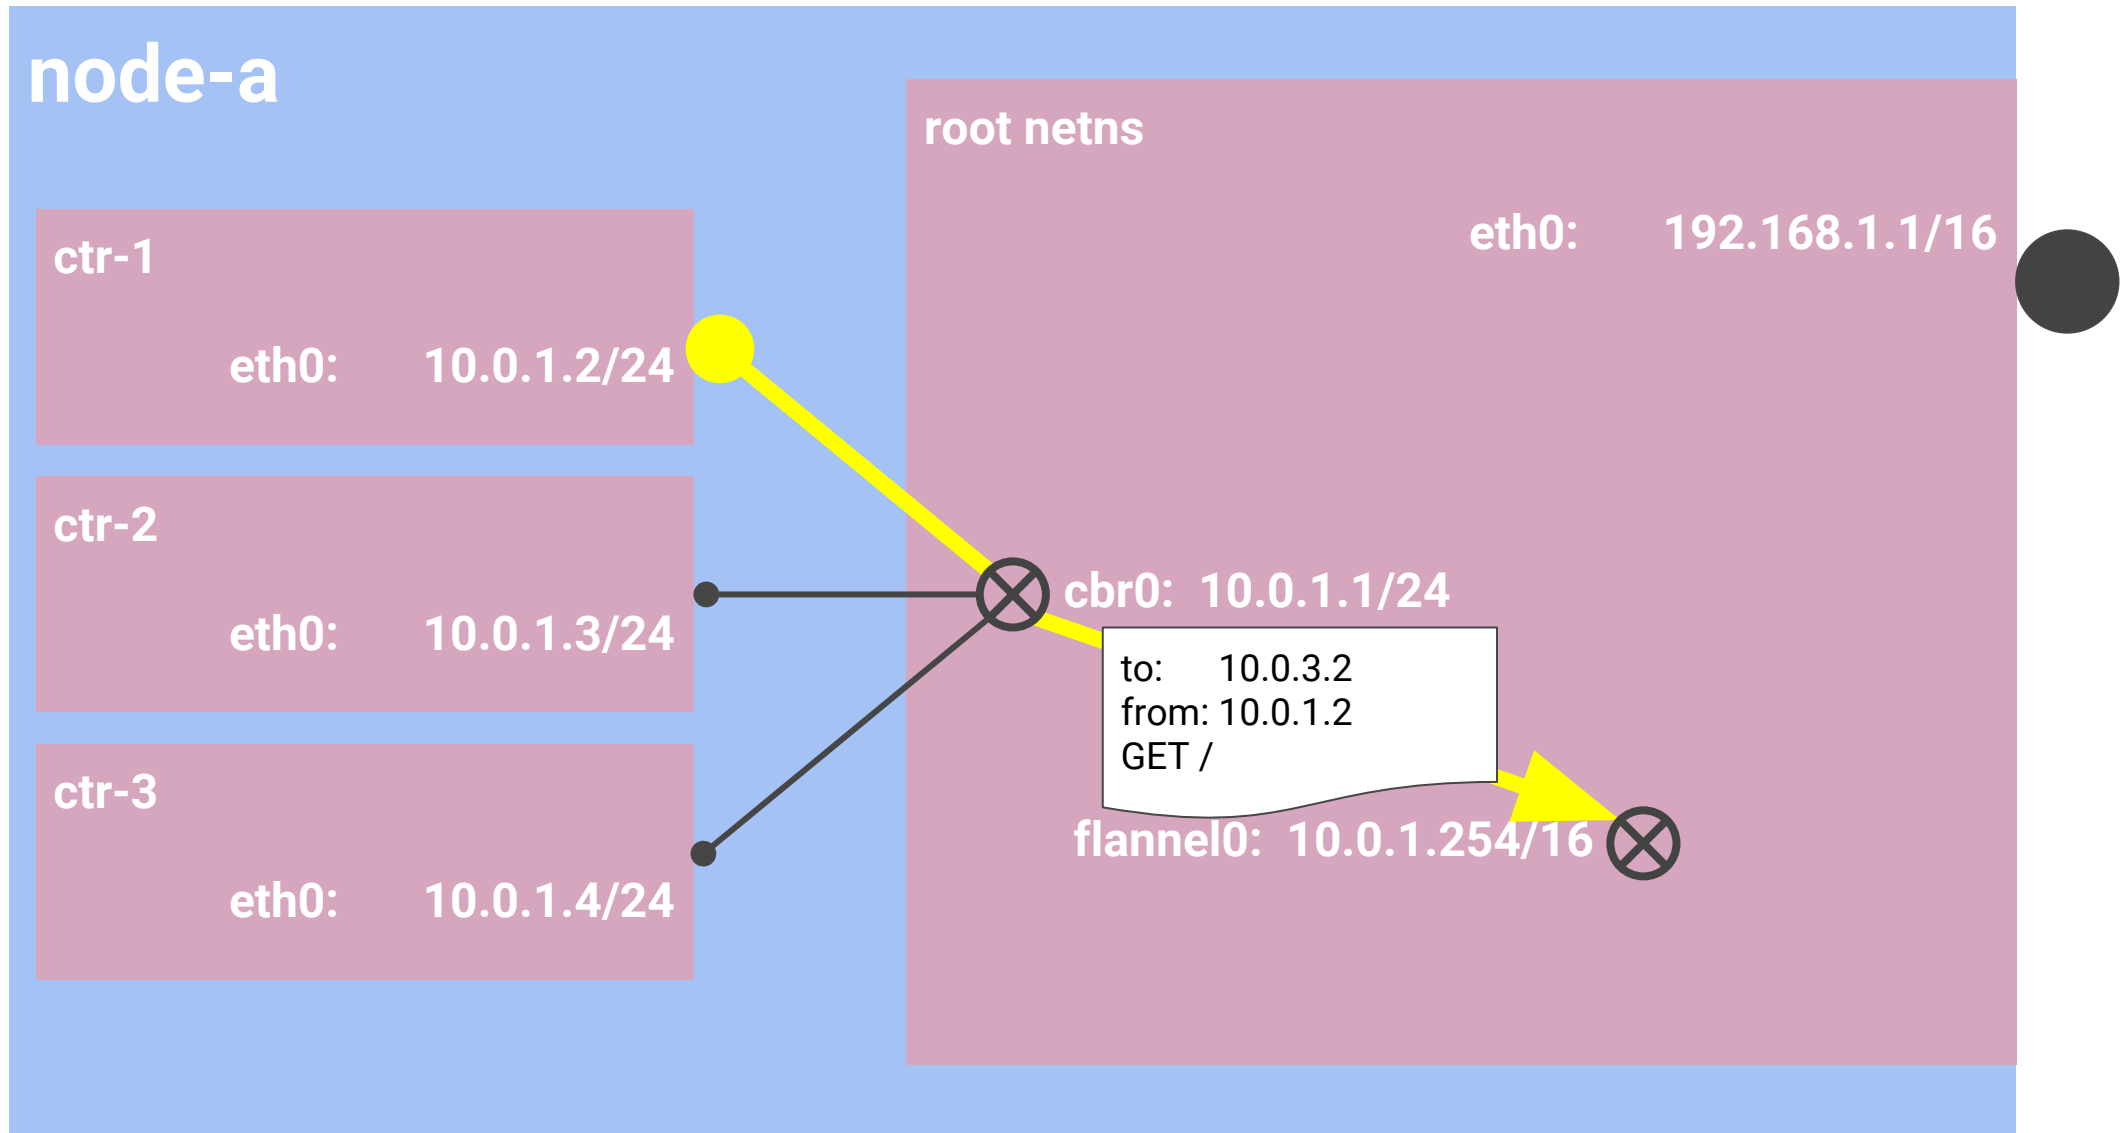 node-a
root netns
eth0: 192.168.1.1/16
ctr-1
eth0: 10.0.1.2/24
ctr-2
eth0: 10.0.1.3/24
ctr-3
eth0: 10.0.1.4/24
cbr0: 10.0.1.1/24
to: 10.0.3.2
from: 10.0.1.2
GET /
flannel0: 10.0.1.254/16